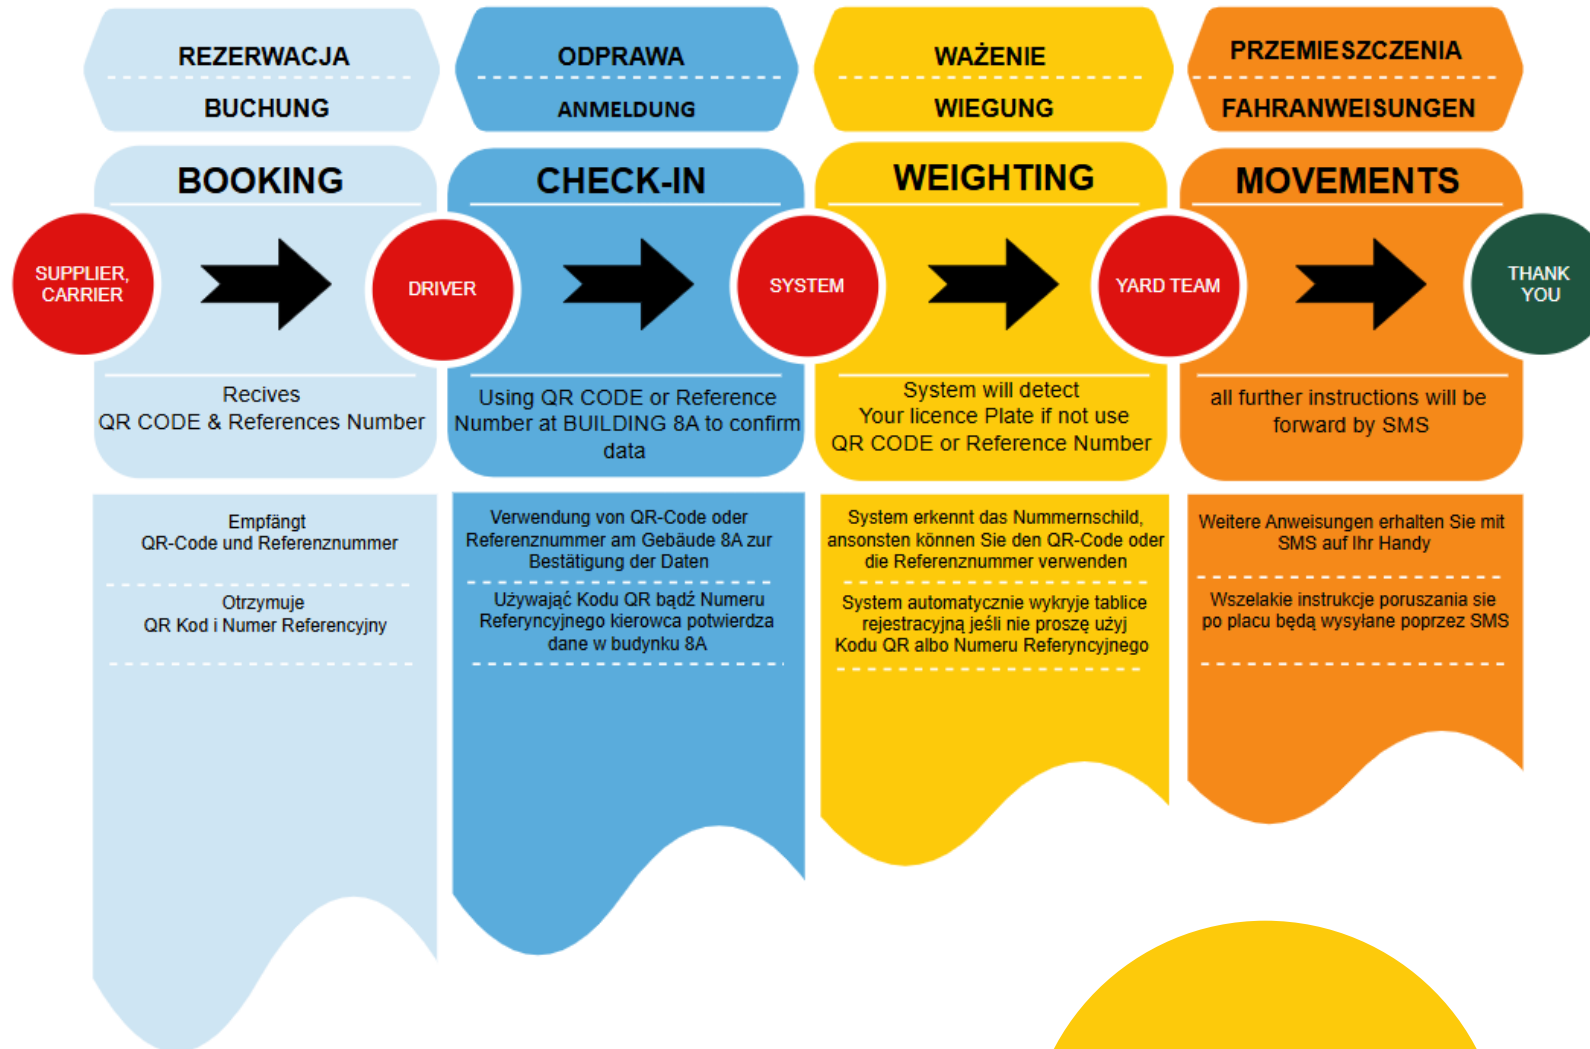 REZERWACJA
BUCHUNG
ODPRAWA
ANMELDUNG
WAŻENIE
WIEGUNG
PRZEMIESZCZENIA
FAHRANWEISUNGEN
BOOKING
CHECK-IN
WEIGHTING
MOVEMENTS
SUPPLIER,
CARRIER
DRIVER
SYSTEM
YARD TEAM
THANK
YOU
Recives
QR CODE & References Number
Using QR CODE or Reference
Number at BUILDING 8A to confirm
data
System will detect
Your licence Plate if not use
QR CODE or Reference Number
all further instructions will be
forward by SMS
Empfängt
QR-Code und Referenznummer
Otrzymuje
QR Kod i Numer Referencyjny
Verwendung von QR-Code oder
Referenznummer am Gebäude 8A zur
Bestätigung der Daten
Używająć Kodu QR bądź Numeru
Referyncyjnego kierowca potwierdza
dane w budynku 8A
System erkennt das Nummernschild,
ansonsten können Sie den QR-Code oder
die Referenznummer verwenden
System automatycznie wykryje tablice
rejestracyjną jeśli nie proszę użyj
Kodu QR albo Numeru Referyncyjnego
Weitere Anweisungen erhalten Sie mit
SMS auf Ihr Handy
Wszelakie instrukcje poruszania sie
po placu będą wysyłane poprzez SMS